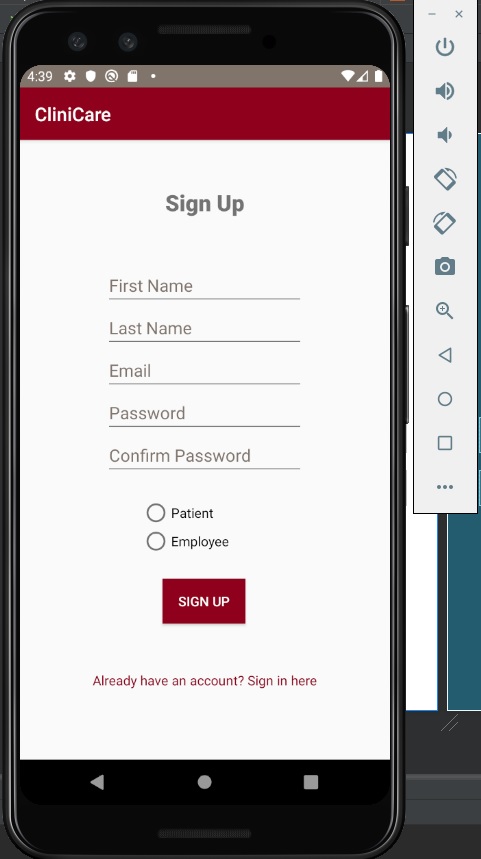 4:39
CliniCare
Sign Up
First Name
Last Name
Email
Password
Confirm Password
Patient
Employee
SIGN UP
Already have an account? Sign in here